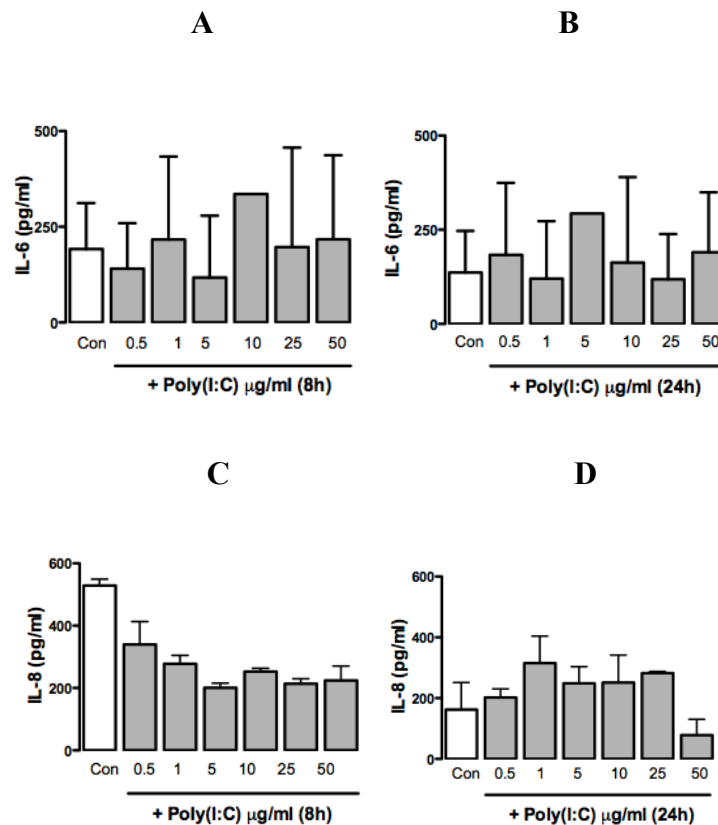 A
B
500
250
0
IL-6 (pg/ml)
Con 0.5 1 5 10 25 50
+ Poly(I:C) μg/ml (8h)
500
250
0
IL-6 (pg/ml)
Con 0.5 1 5 10 25 50
+ Poly(I:C) μg/ml (24h)
C
D
600
400
200
0
IL-8 (pg/ml)
Con 0.5 1 5 10 25 50
+ Poly(I:C) μg/ml (8h)
600
400
200
0
IL-8 (pg/ml)
Con 0.5 1 5 10 25 50
+ Poly(I:C) μg/ml (24h)